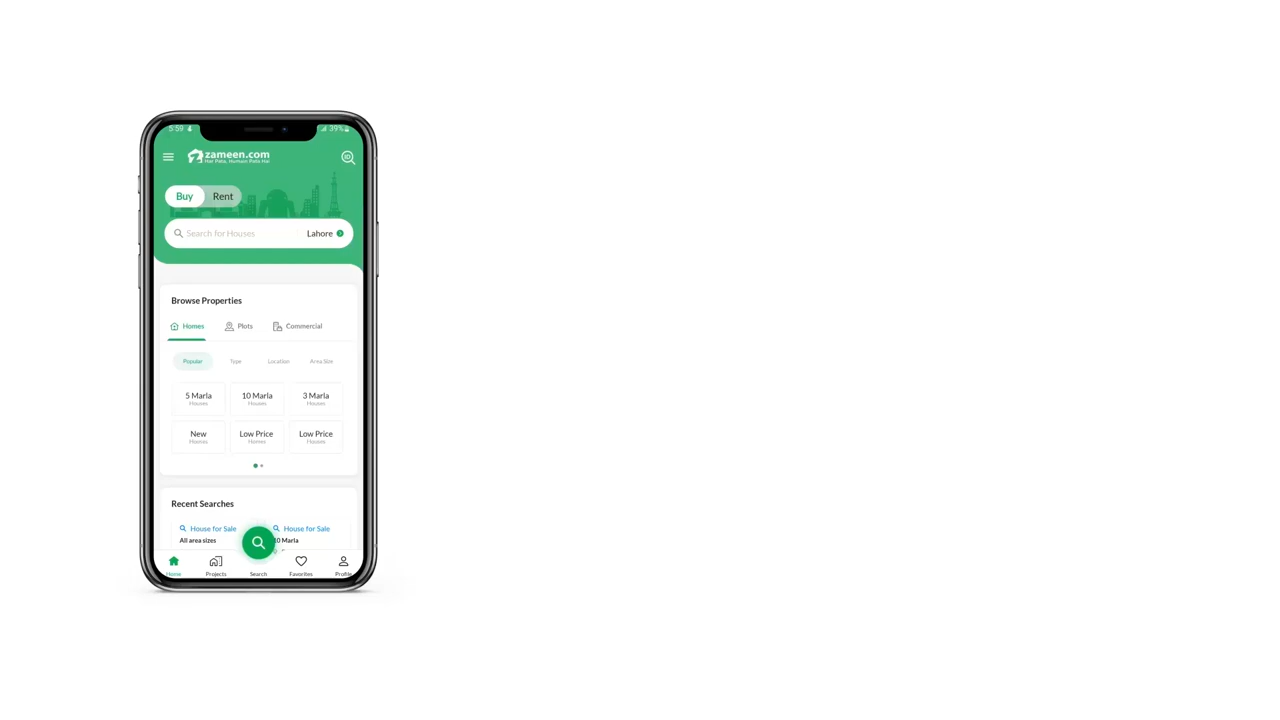 5:59
39%
zameen.com
Har Pata, Humain Pata Hai
ID
Buy Rent
Search for Houses Lahore
Browse Properties
Homes Plots Commercial
Popular Type Location Area Size
5 Marla 10 Marla 3 Marla
Houses Houses Houses
New Low Price Low Price
Homes Homes Houses
Recent Searches
House for Sale House for Sale
All area sizes 10 Marla
Home Projects Search Favorites Profile